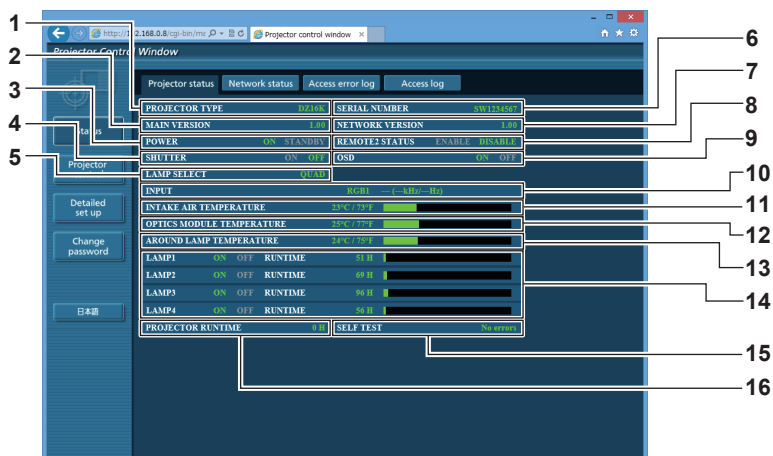 http://192.168.0.8/cgi-bin/ma
Projector control window
Projector Control Window
Projector status Network status Access error log Access log
PROJECTOR TYPE DZ16K SERIAL NUMBER SW1234567
MAIN VERSION 1.00 NETWORK VERSION 1.00
POWER ON STANDBY REMOTE2 STATUS ENABLE DISABLE
SHUTTER ON OFF OSD ON OFF
LAMP SELECT QUAD
INPUT RGB1 --- (---kHz/---Hz)
INTAKE AIR TEMPERATURE 23°C / 73°F
OPTICS MODULE TEMPERATURE 25°C / 77°F
AROUND LAMP TEMPERATURE 24°C / 75°F
LAMP1 ON OFF RUNTIME 51 H
LAMP2 ON OFF RUNTIME 69 H
LAMP3 ON OFF RUNTIME 96 H
LAMP4 ON OFF RUNTIME 56 H
PROJECTOR RUNTIME 0 H SELF TEST No errors
Status
Projector
Detailed
set up
Change
password
日本語
1
2
3
4
5
6
7
8
9
10
11
12
13
14
15
16